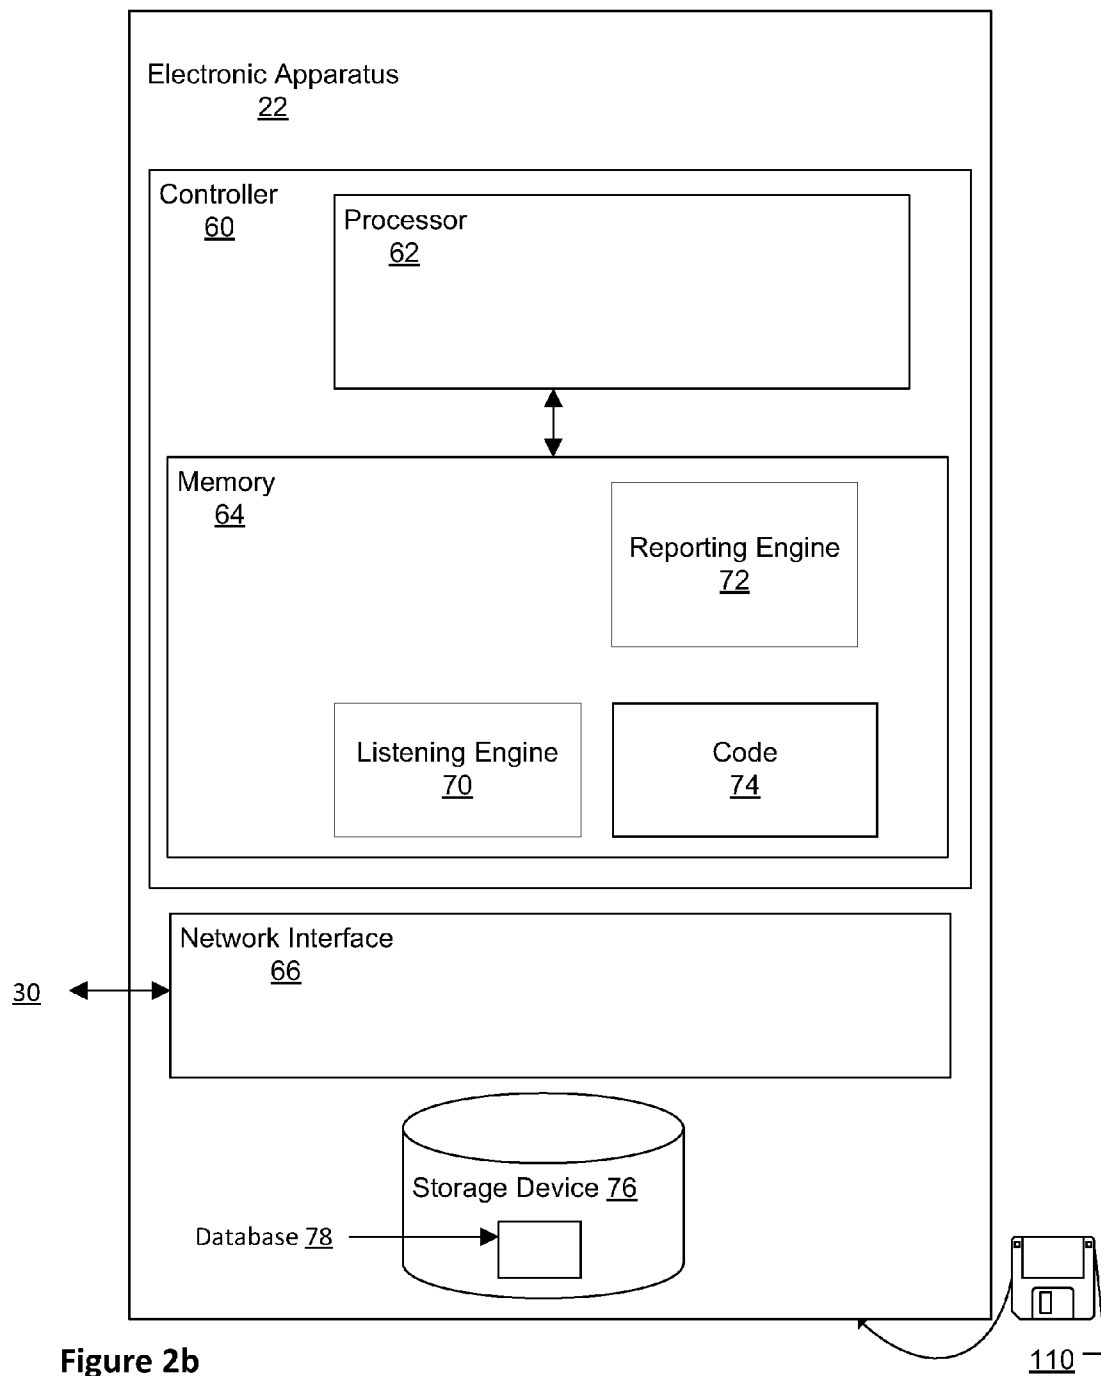 Electronic Apparatus
22
Controller
60
Processor
62
Memory
64
Reporting Engine
72
Listening Engine
70
Code
74
Network Interface
66
30
Storage Device 76
Database 78
110
Figure 2b